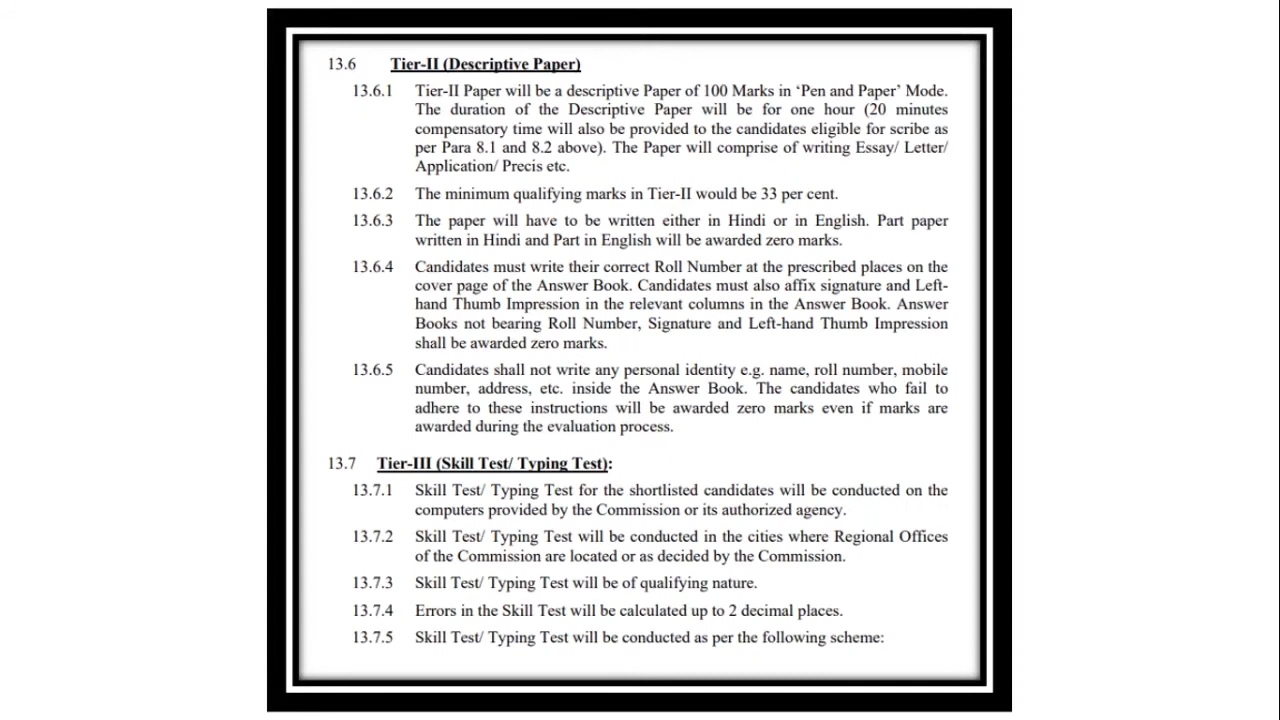 13.6 Tier-II (Descriptive Paper)
13.6.1 Tier-II Paper will be a descriptive Paper of 100 Marks in ‘Pen and Paper’ Mode.
The duration of the Descriptive Paper will be for one hour (20 minutes
compensatory time will also be provided to the candidates eligible for scribe as
per Para 8.1 and 8.2 above). The Paper will comprise of writing Essay/ Letter/
Application/ Precis etc.
13.6.2 The minimum qualifying marks in Tier-II would be 33 per cent.
13.6.3 The paper will have to be written either in Hindi or in English. Part paper
written in Hindi and Part in English will be awarded zero marks.
13.6.4 Candidates must write their correct Roll Number at the prescribed places on the
cover page of the Answer Book. Candidates must also affix signature and Left-
hand Thumb Impression in the relevant columns in the Answer Book. Answer
Books not bearing Roll Number, Signature and Left-hand Thumb Impression
shall be awarded zero marks.
13.6.5 Candidates shall not write any personal identity e.g. name, roll number, mobile
number, address, etc. inside the Answer Book. The candidates who fail to
adhere to these instructions will be awarded zero marks even if marks are
awarded during the evaluation process.
13.7 Tier-III (Skill Test/ Typing Test):
13.7.1 Skill Test/ Typing Test for the shortlisted candidates will be conducted on the
computers provided by the Commission or its authorized agency.
13.7.2 Skill Test/ Typing Test will be conducted in the cities where Regional Offices
of the Commission are located or as decided by the Commission.
13.7.3 Skill Test/ Typing Test will be of qualifying nature.
13.7.4 Errors in the Skill Test will be calculated up to 2 decimal places.
13.7.5 Skill Test/ Typing Test will be conducted as per the following scheme: